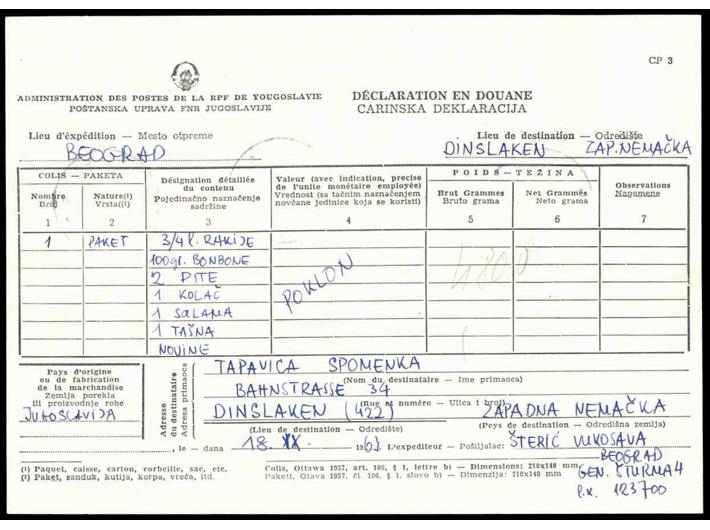 CP 3
ADMINISTRATION DES POSTES DE LA RPF DE YOUGOSLAVIE
POŠTANSKA UPRAVA FNR JUGOSLAVIJE
DÉCLARATION EN DOUANE
CARINSKA DEKLARACIJA
Lieu d'éxpédition — Mesto otpreme
BEOGRAD
Lieu de destination — Odredište
DINSLAKEN ZAP. NEMAČKA
COLIS — PAKETA
Nombre
Broj
1
Nature(¹)
Vrsta(¹)
2
Désignation détaillée
du contenu
Pojedinačno naznačenje
sadržine
3
Valeur (avec indication, precise
de l'unite monétaire employée)
Vrednost (sa tačnim naznačenjem
novčane jedinice koja se koristi)
4
POIDS — TEŽINA
Brut Grammes
Bruto grama
5
Net Grammes
Neto grama
6
Observations
Napomene
7
1 PAKET 3/4 l. RAKIJE
100 gr. BONBONE
2 PITE
1 KOLAČ
1 SALAMA
1 TAŠNA
NOVINE
POKLON
4800
Pays d'origine
ou de fabrication
de la marchandise
Zemlja porekla
ili proizvodnje robe
JUGOSLAVIJA
Adresse
du destinataire
Adresa primaoca
TAPAVICA SPOMENKA
(Nom du destinataire — Ime primaoca)
BAHNSTRASSE 34
(Rue et numéro — Ulica i broj)
DINSLAKEN (422) ZAPADNA NEMAČKA
(Lieu de destination — Odredište)
(Peys de destination — Odredišna zemlja)
, le — dana 18. XX. 196
L'expediteur — Pošiljalac: ŠTERIĆ VUKOSAVA
BEOGRAD
GEN. ŠTURMA 4
123700
(¹) Paquet, caisse, carton, corbeille, sac, etc.
(¹) Paket, sanduk, kutija, korpa, vreća, itd.
Colis, Ottawa 1957, art. 106, § 1, lettre b) — Dimensions: 210x148 mm.
Paketi, Otava 1957, čl. 106, § 1, slovo b) — Dimenzija: 210x148 mm